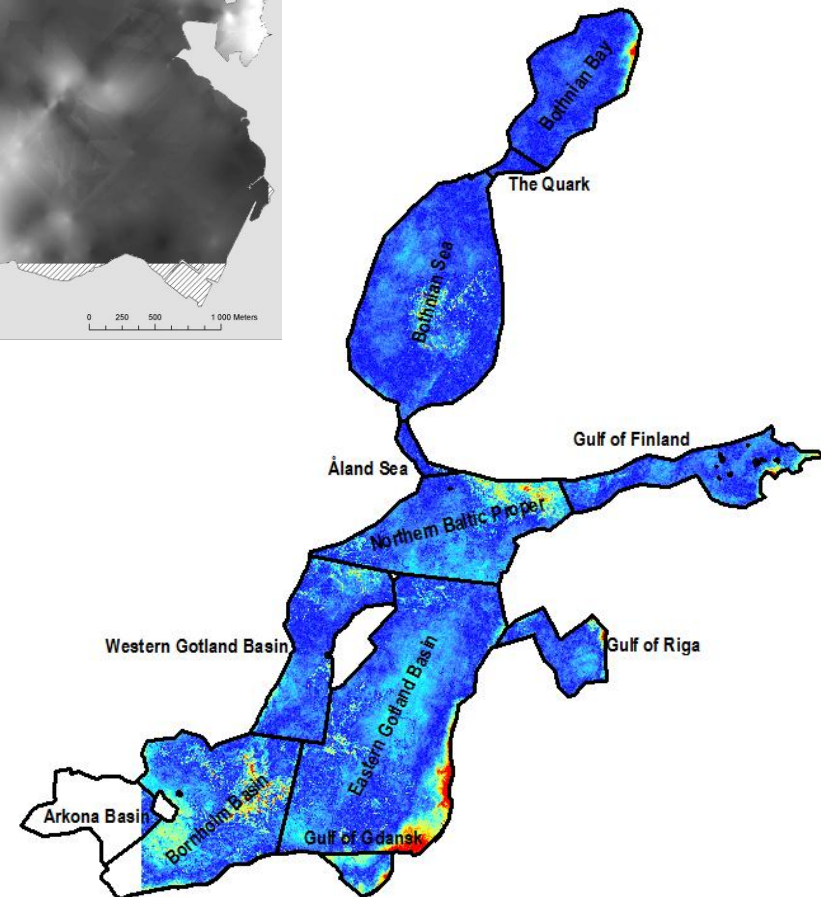 0 250 500 1 000 Meters
Bothnian Bay
The Quark
Bothnian Sea
Gulf of Finland
Åland Sea
Northern Baltic Proper
Western Gotland Basin
Gulf of Riga
Eastern Gotland Basin
Arkona Basin
Bornholm Basin
Gulf of Gdansk